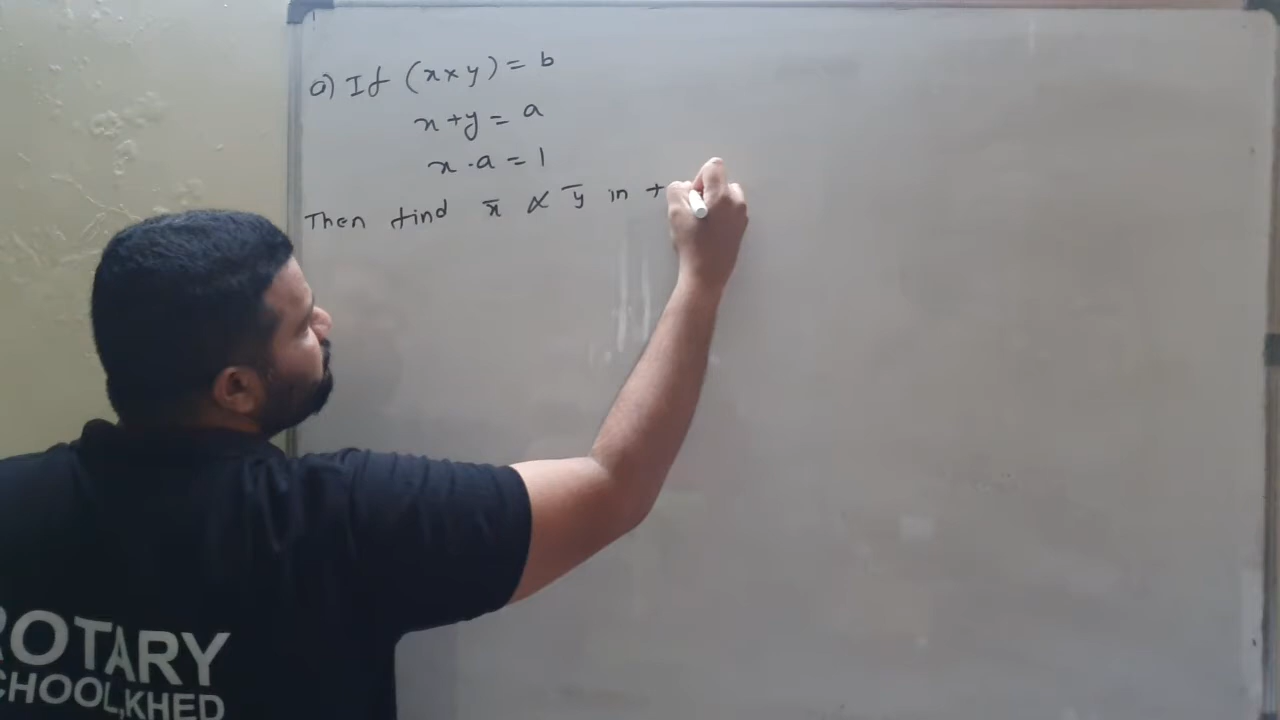 Q) If (x×y) = b
x+y = a
x·a = 1
Then find x̄ & ȳ in
ROTARY
SCHOOL,KHED